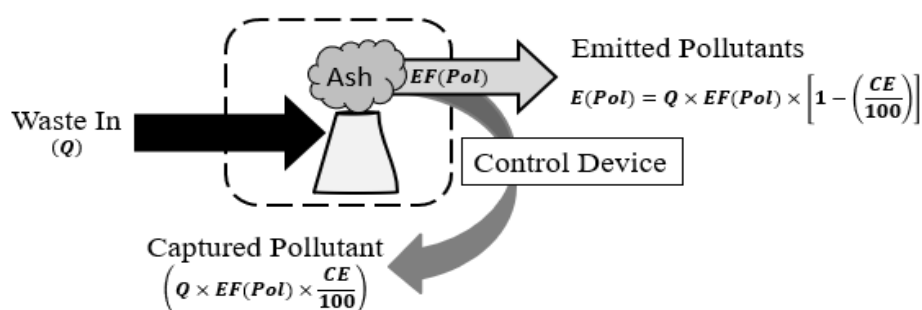 Ash
EF(Pol)
Emitted Pollutants
E(Pol) = Q × EF(Pol) × [1 − (CE/100)]
Waste In
(Q)
Control Device
Captured Pollutant
(Q × EF(Pol) × CE/100)